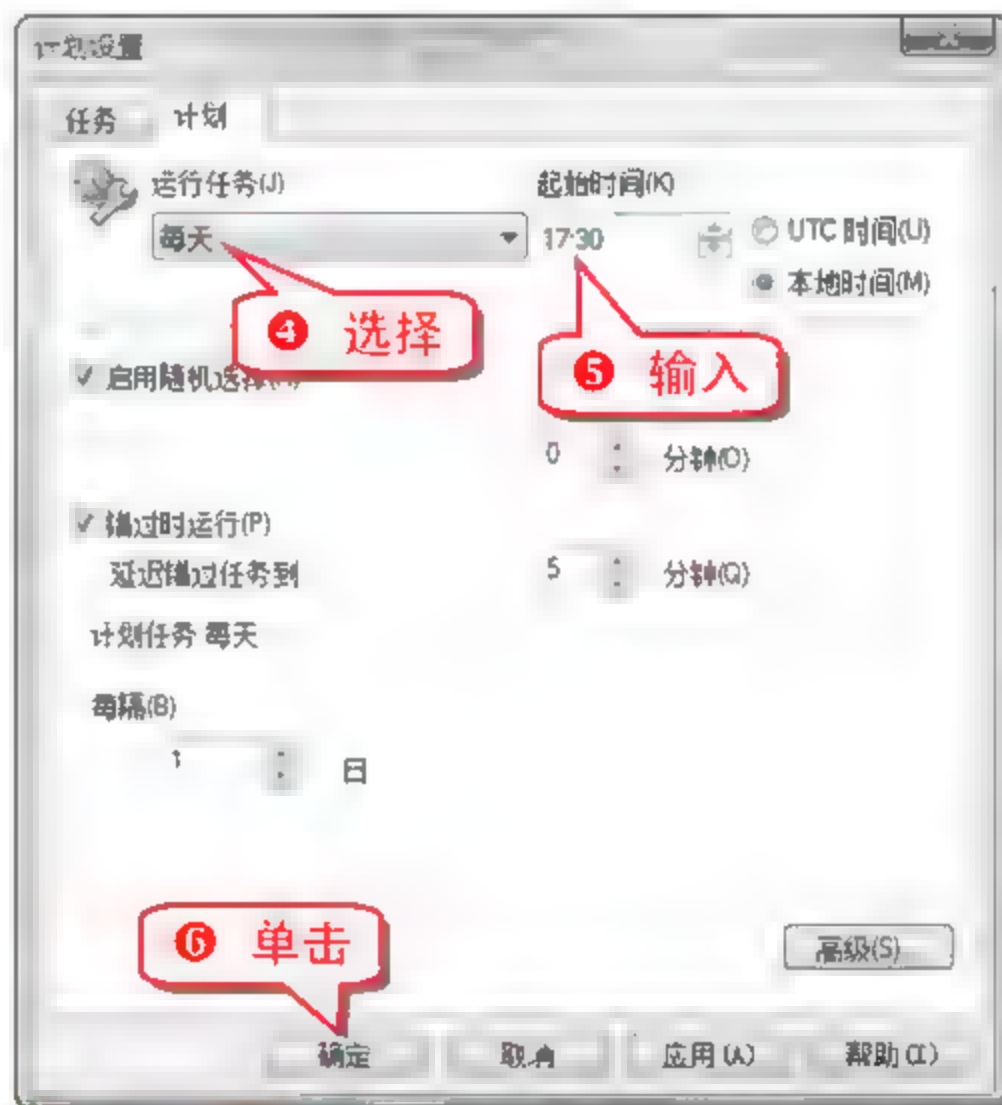 计划设置
任务 计划
运行任务(J) 起始时间(K)
每天 17:30 UTC 时间(U)
本地时间(M)
❹ 选择
❺ 输入
启用随机选择
0 分钟(O)
错过时运行(P)
延迟错过任务到 5 分钟(Q)
计划任务 每天
每隔(B)
1 日
❻ 单击
高级(S)
确定 取消 应用(A) 帮助